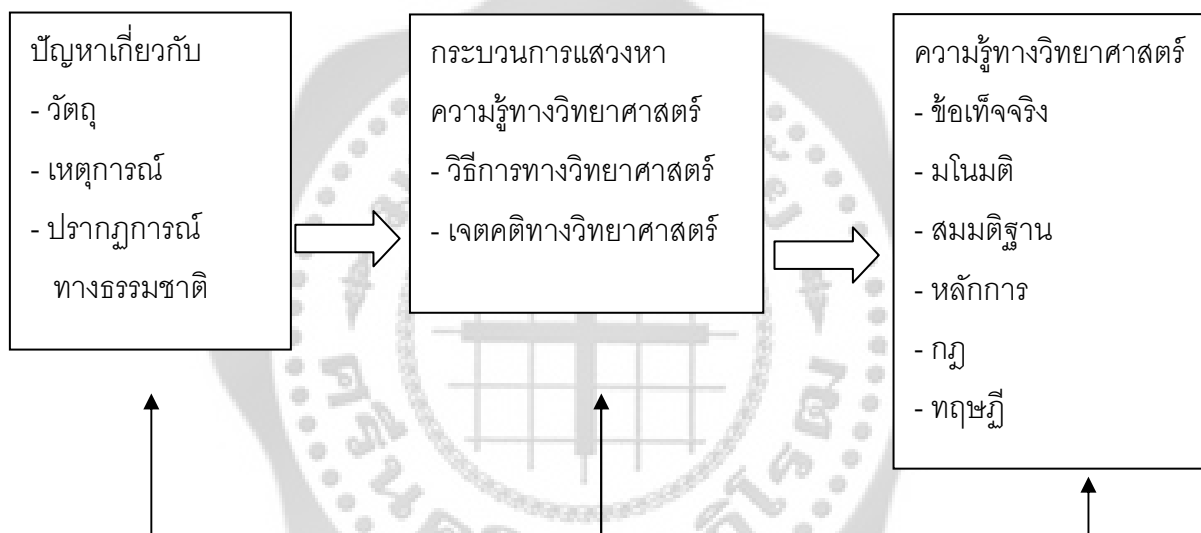 ปัญหาเกี่ยวกับ
- วัตถุ
- เหตุการณ์
- ปรากฏการณ์
ทางธรรมชาติ
กระบวนการแสวงหา
ความรู้ทางวิทยาศาสตร์
- วิธีการทางวิทยาศาสตร์
- เจตคติทางวิทยาศาสตร์
ความรู้ทางวิทยาศาสตร์
- ข้อเท็จจริง
- มโนมติ
- สมมติฐาน
- หลักการ
- กฎ
- ทฤษฎี